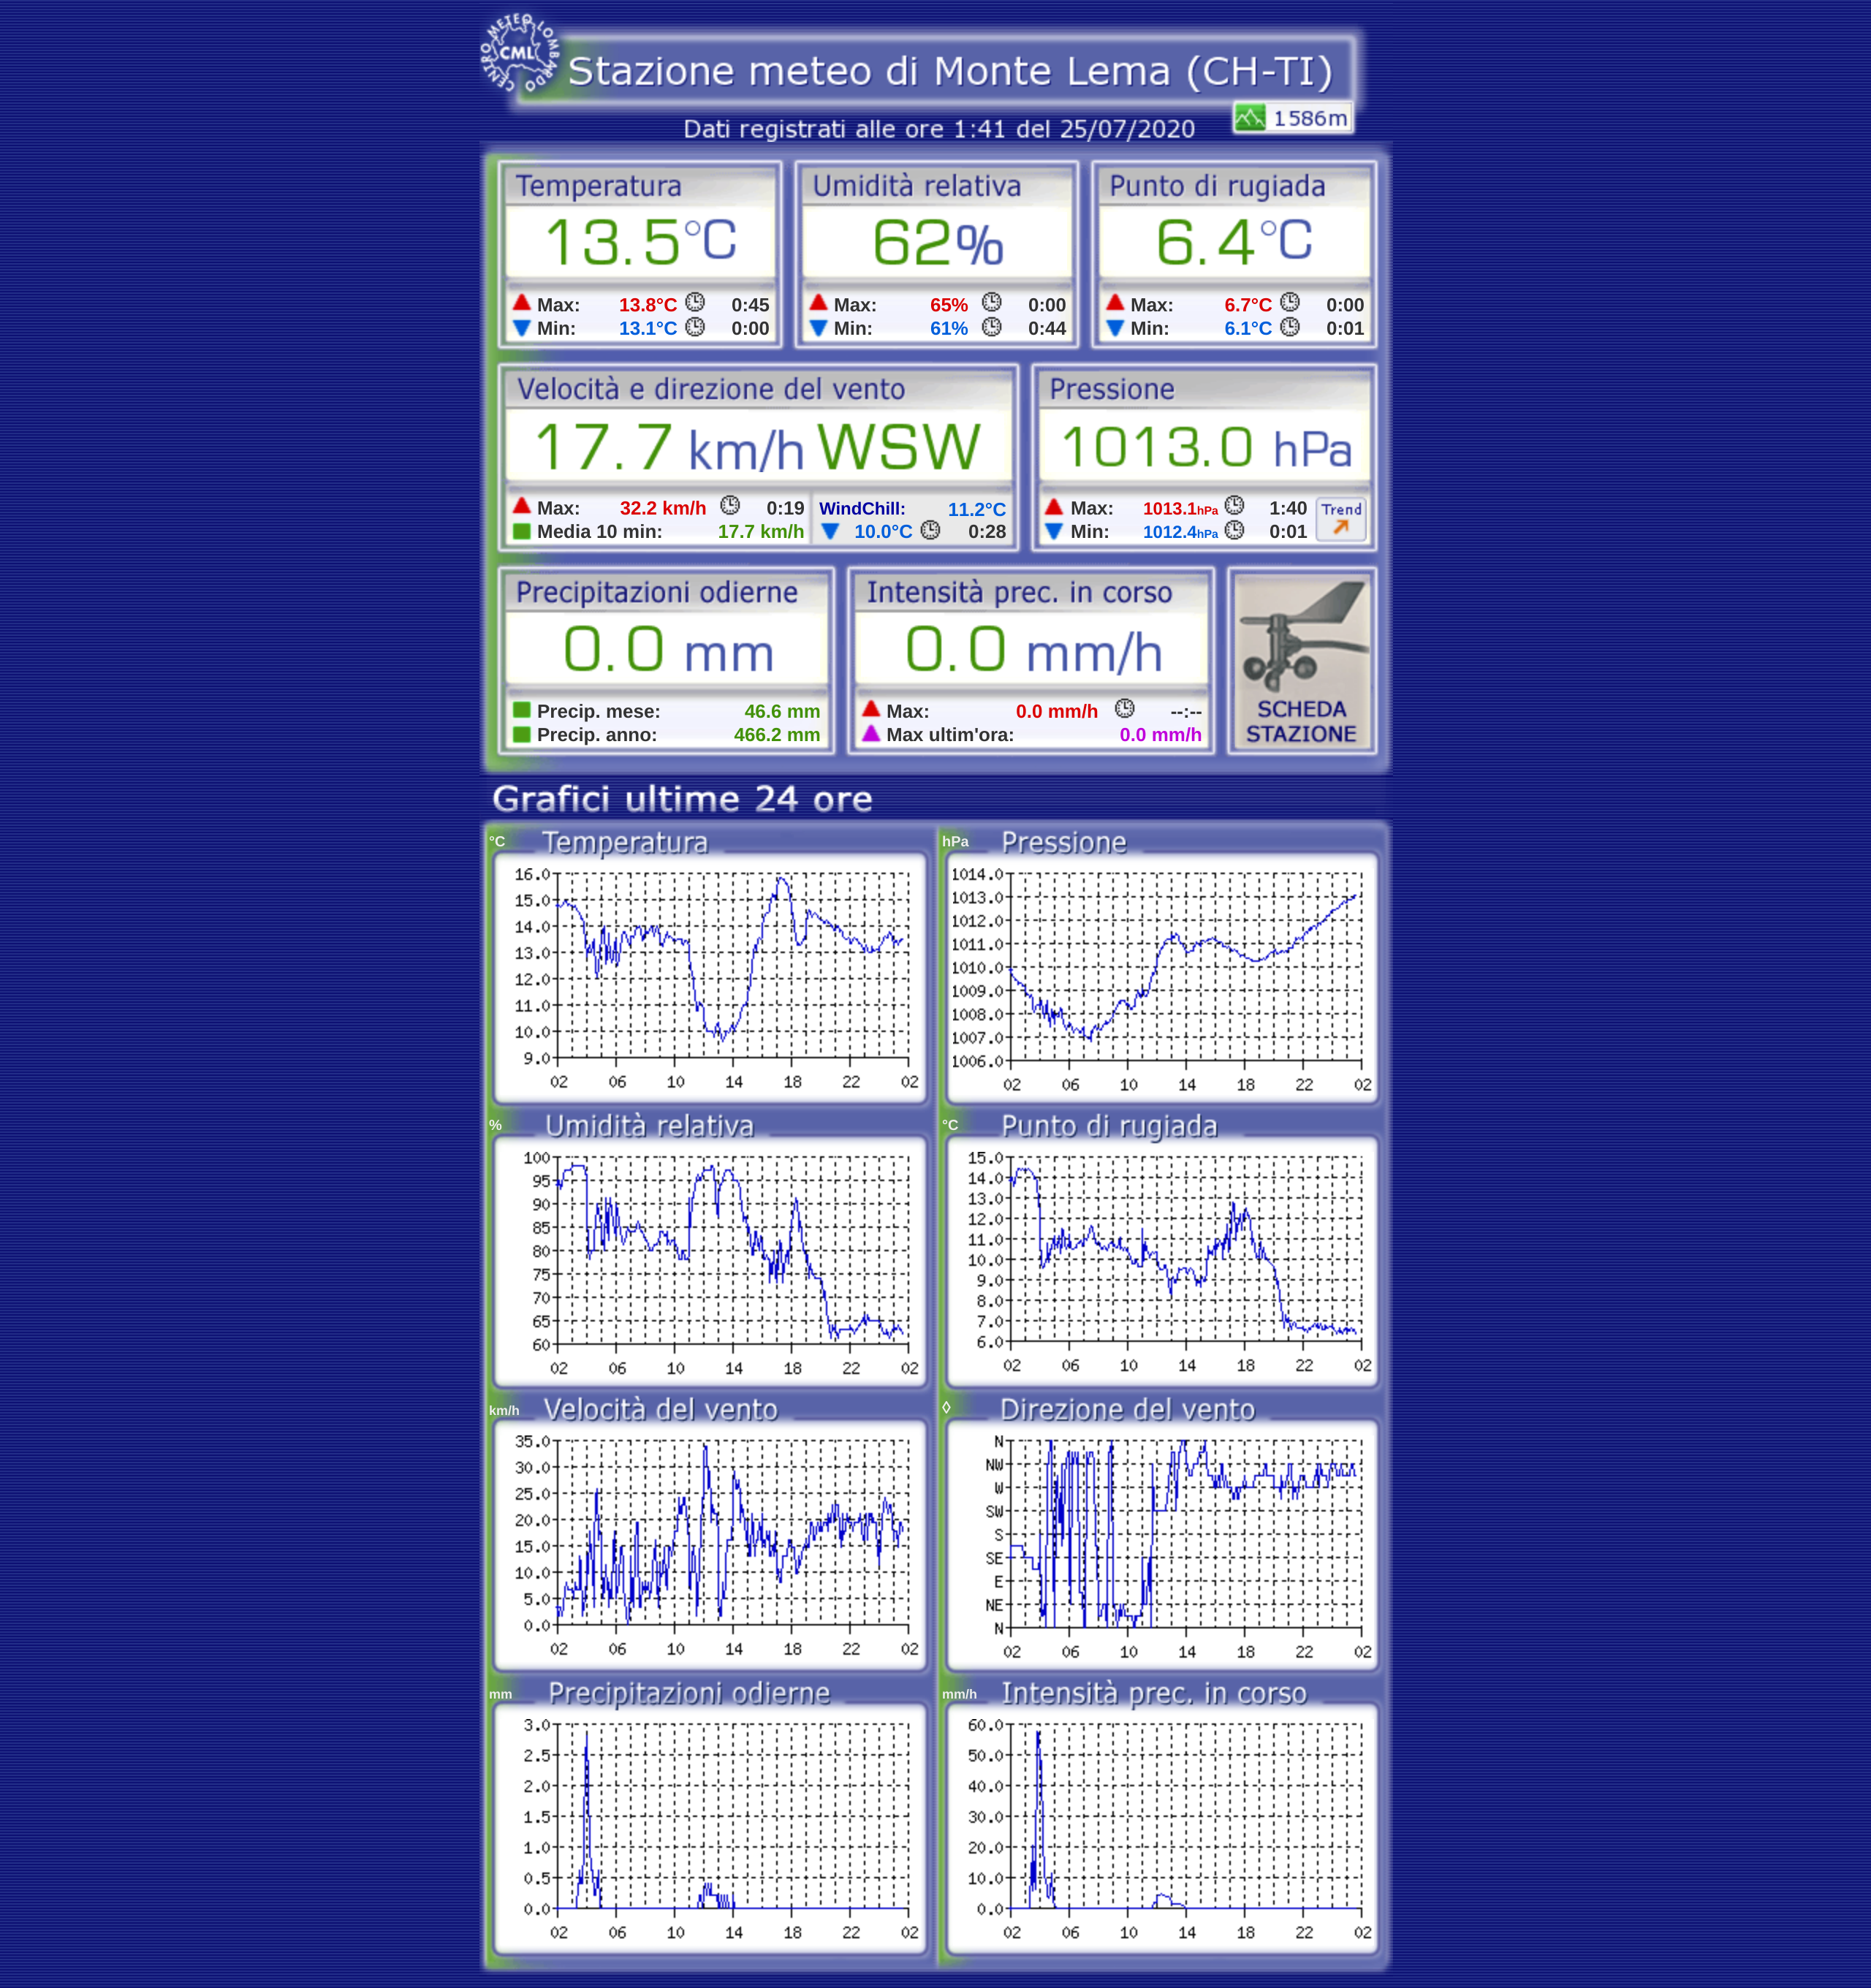 CENTRO METEO LOMBARDO
CML
Stazione meteo di Monte Lema (CH-TI)
1586m
Dati registrati alle ore 1:41 del 25/07/2020
Temperatura Umidità relativa Punto di rugiada
13.5°C 62% 6.4°C
Max: 13.8°C 0:45 Max: 65% 0:00 Max: 6.7°C 0:00
Min: 13.1°C 0:00 Min: 61% 0:44 Min: 6.1°C 0:01
Velocità e direzione del vento Pressione
17.7 km/h WSW 1013.0 hPa
Max: 32.2 km/h 0:19 WindChill: 11.2°C Max: 1013.1hPa 1:40 Trend
Media 10 min: 17.7 km/h 10.0°C 0:28 Min: 1012.4hPa 0:01
Precipitazioni odierne Intensità prec. in corso
0.0 mm 0.0 mm/h
Precip. mese: 46.6 mm Max: 0.0 mm/h --:-- SCHEDA
Precip. anno: 466.2 mm Max ultim'ora: 0.0 mm/h STAZIONE
Grafici ultime 24 ore
°C Temperatura
16.0
15.0
14.0
13.0
12.0
11.0
10.0
9.0
02 06 10 14 18 22 02
hPa Pressione
1014.0
1013.0
1012.0
1011.0
1010.0
1009.0
1008.0
1007.0
1006.0
02 06 10 14 18 22 02
% Umidità relativa
100
95
90
85
80
75
70
65
60
02 06 10 14 18 22 02
°C Punto di rugiada
15.0
14.0
13.0
12.0
11.0
10.0
9.0
8.0
7.0
6.0
02 06 10 14 18 22 02
km/h Velocità del vento
35.0
30.0
25.0
20.0
15.0
10.0
5.0
0.0
02 06 10 14 18 22 02
◊ Direzione del vento
N
NW
W
SW
S
SE
E
NE
N
02 06 10 14 18 22 02
mm Precipitazioni odierne
3.0
2.5
2.0
1.5
1.0
0.5
0.0
02 06 10 14 18 22 02
mm/h Intensità prec. in corso
60.0
50.0
40.0
30.0
20.0
10.0
0.0
02 06 10 14 18 22 02